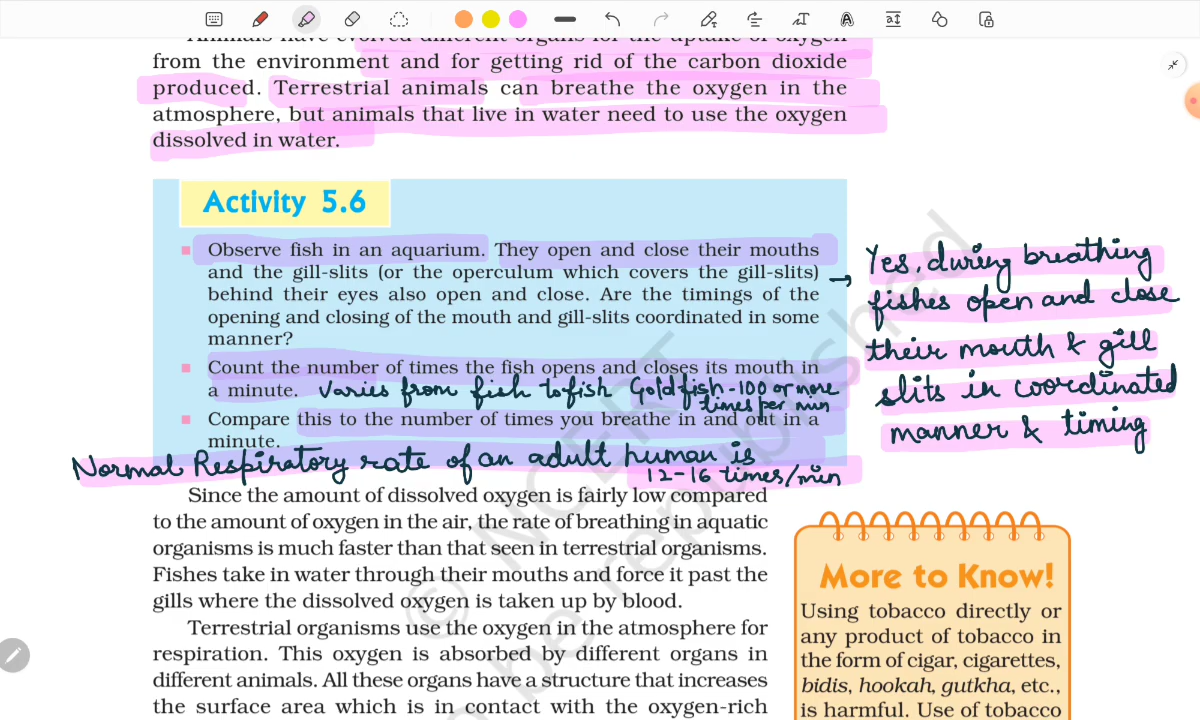 Animals have evolved different organs for the uptake of oxygen
from the environment and for getting rid of the carbon dioxide
produced. Terrestrial animals can breathe the oxygen in the
atmosphere, but animals that live in water need to use the oxygen
dissolved in water.
Activity 5.6
Observe fish in an aquarium. They open and close their mouths
and the gill-slits (or the operculum which covers the gill-slits)
behind their eyes also open and close. Are the timings of the
opening and closing of the mouth and gill-slits coordinated in some
manner?
Count the number of times the fish opens and closes its mouth in
a minute. Varies from fish to fish Goldfish - 100 or more
times per min
Compare this to the number of times you breathe in and out in a
minute.
Normal Respiratory rate of an adult human is
12-16 times/min
→ Yes, during breathing
fishes open and close
their mouth & gill
slits in coordinated
manner & timing
Since the amount of dissolved oxygen is fairly low compared
to the amount of oxygen in the air, the rate of breathing in aquatic
organisms is much faster than that seen in terrestrial organisms.
Fishes take in water through their mouths and force it past the
gills where the dissolved oxygen is taken up by blood.
Terrestrial organisms use the oxygen in the atmosphere for
respiration. This oxygen is absorbed by different organs in
different animals. All these organs have a structure that increases
the surface area which is in contact with the oxygen-rich
More to Know!
Using tobacco directly or
any product of tobacco in
the form of cigar, cigarettes,
bidis, hookah, gutkha, etc.,
is harmful. Use of tobacco
© NCERT
be republished